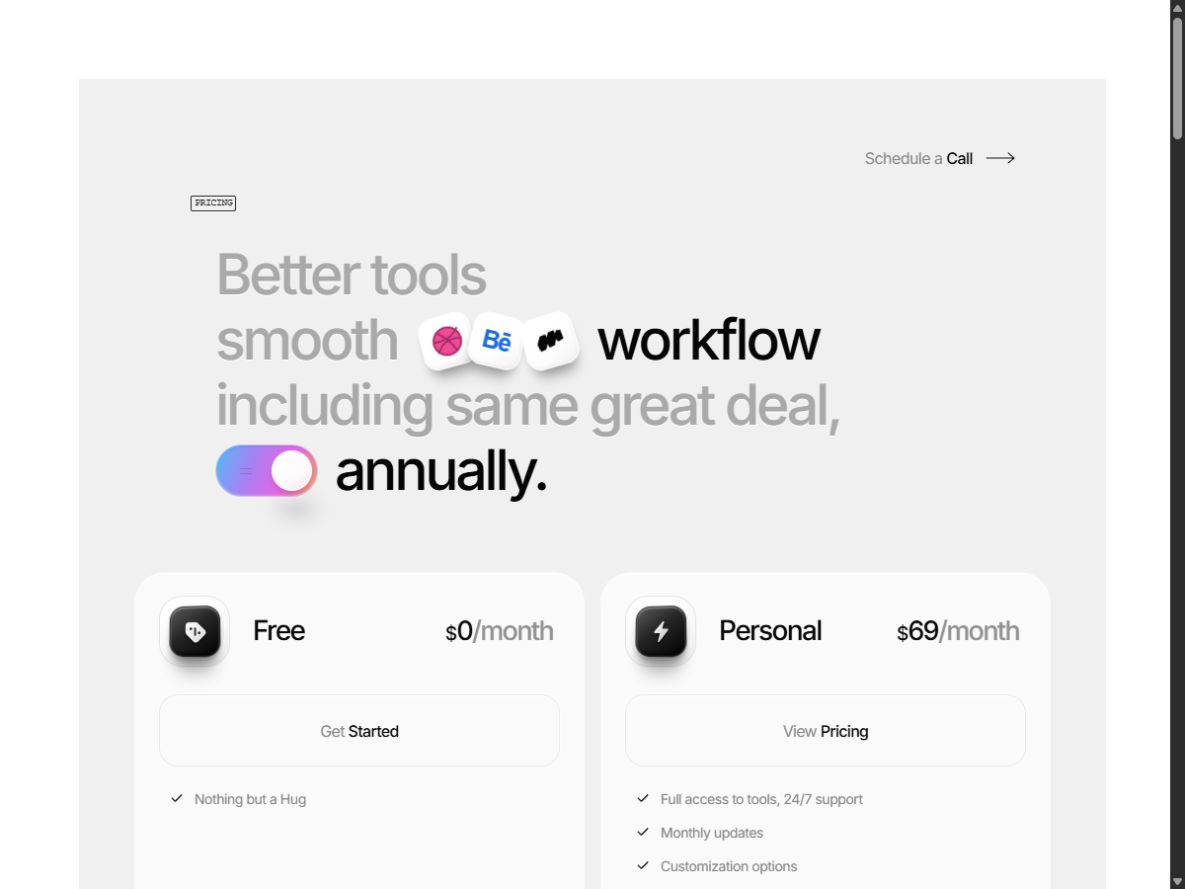 Schedule a Call
PRICING
Better tools
smooth Bē workflow
including same great deal,
annually.
Free $0/month
Get Started
Nothing but a Hug
Personal $69/month
View Pricing
Full access to tools, 24/7 support
Monthly updates
Customization options